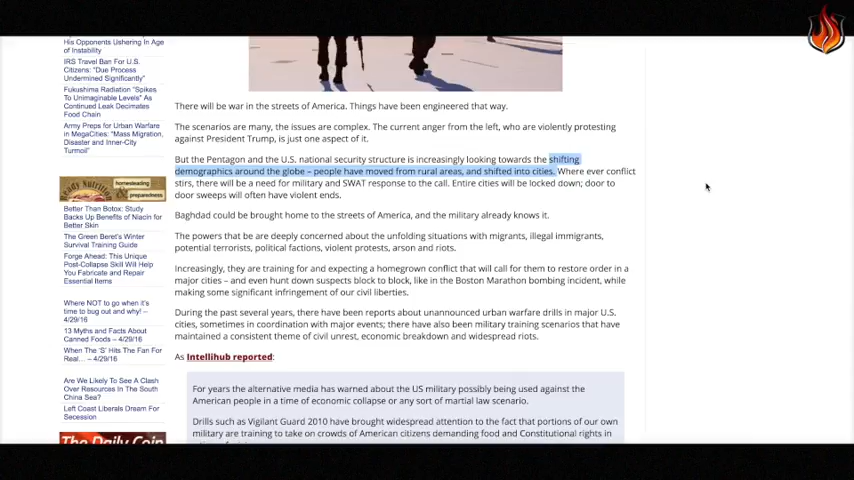 His Opponents Ushering In Age
of Instability
IRS Travel Ban For U.S.
Citizens: "Due Process
Undermined Significantly"
Fukushima Radiation "Spikes
To Unimaginable Levels" As
Continued Leak Decimates
Food Chain
Army Preps for Urban Warfare
in MegaCities: "Mass Migration,
Disaster and Inner-City
Turmoil"
Ready Nutrition
homesteading
preparedness
Better Than Botox: Study
Backs Up Benefits of Niacin for
Better Skin
The Green Beret's Winter
Survival Training Guide
Forge Ahead: This Unique
Post-Collapse Skill Will Help
You Fabricate and Repair
Essential Items
Where NOT to go when it's
time to bug out and why! –
4/29/16
13 Myths and Facts About
Canned Foods – 4/29/16
When The 'S' Hits The Fan For
Real… – 4/29/16
Are We Likely To See A Clash
Over Resources In The South
China Sea?
Left Coast Liberals Dream For
Secession
The Daily Coin
There will be war in the streets of America. Things have been engineered that way.
The scenarios are many, the issues are complex. The current anger from the left, who are violently protesting
against President Trump, is just one aspect of it.
But the Pentagon and the U.S. national security structure is increasingly looking towards the shifting
demographics around the globe – people have moved from rural areas, and shifted into cities. Where ever conflict
stirs, there will be a need for military and SWAT response to the call. Entire cities will be locked down; door to
door sweeps will often have violent ends.
Baghdad could be brought home to the streets of America, and the military already knows it.
The powers that be are deeply concerned about the unfolding situations with migrants, illegal immigrants,
potential terrorists, political factions, violent protests, arson and riots.
Increasingly, they are training for and expecting a homegrown conflict that will call for them to restore order in a
major cities – and even hunt down suspects block to block, like in the Boston Marathon bombing incident, while
making some significant infringement of our civil liberties.
During the past several years, there have been reports about unannounced urban warfare drills in major U.S.
cities, sometimes in coordination with major events; there have also been military training scenarios that have
maintained a consistent theme of civil unrest, economic breakdown and widespread riots.
As Intellihub reported:
For years the alternative media has warned about the US military possibly being used against the
American people in a time of economic collapse or any sort of martial law scenario.
Drills such as Vigilant Guard 2010 have brought widespread attention to the fact that portions of our own
military are training to take on crowds of American citizens demanding food and Constitutional rights in